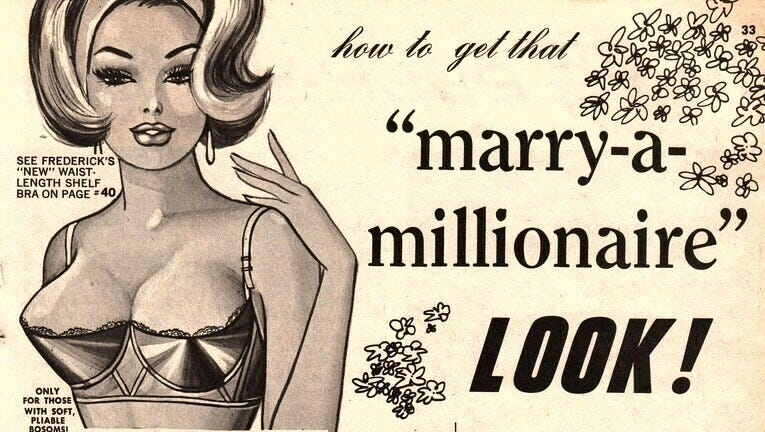 how to get that
33
"marry-a-
millionaire"
LOOK!
SEE FREDERICK'S
"NEW" WAIST-
LENGTH SHELF
BRA ON PAGE #40
ONLY
FOR THOSE
WITH SOFT,
PLIABLE
BOSOMS!